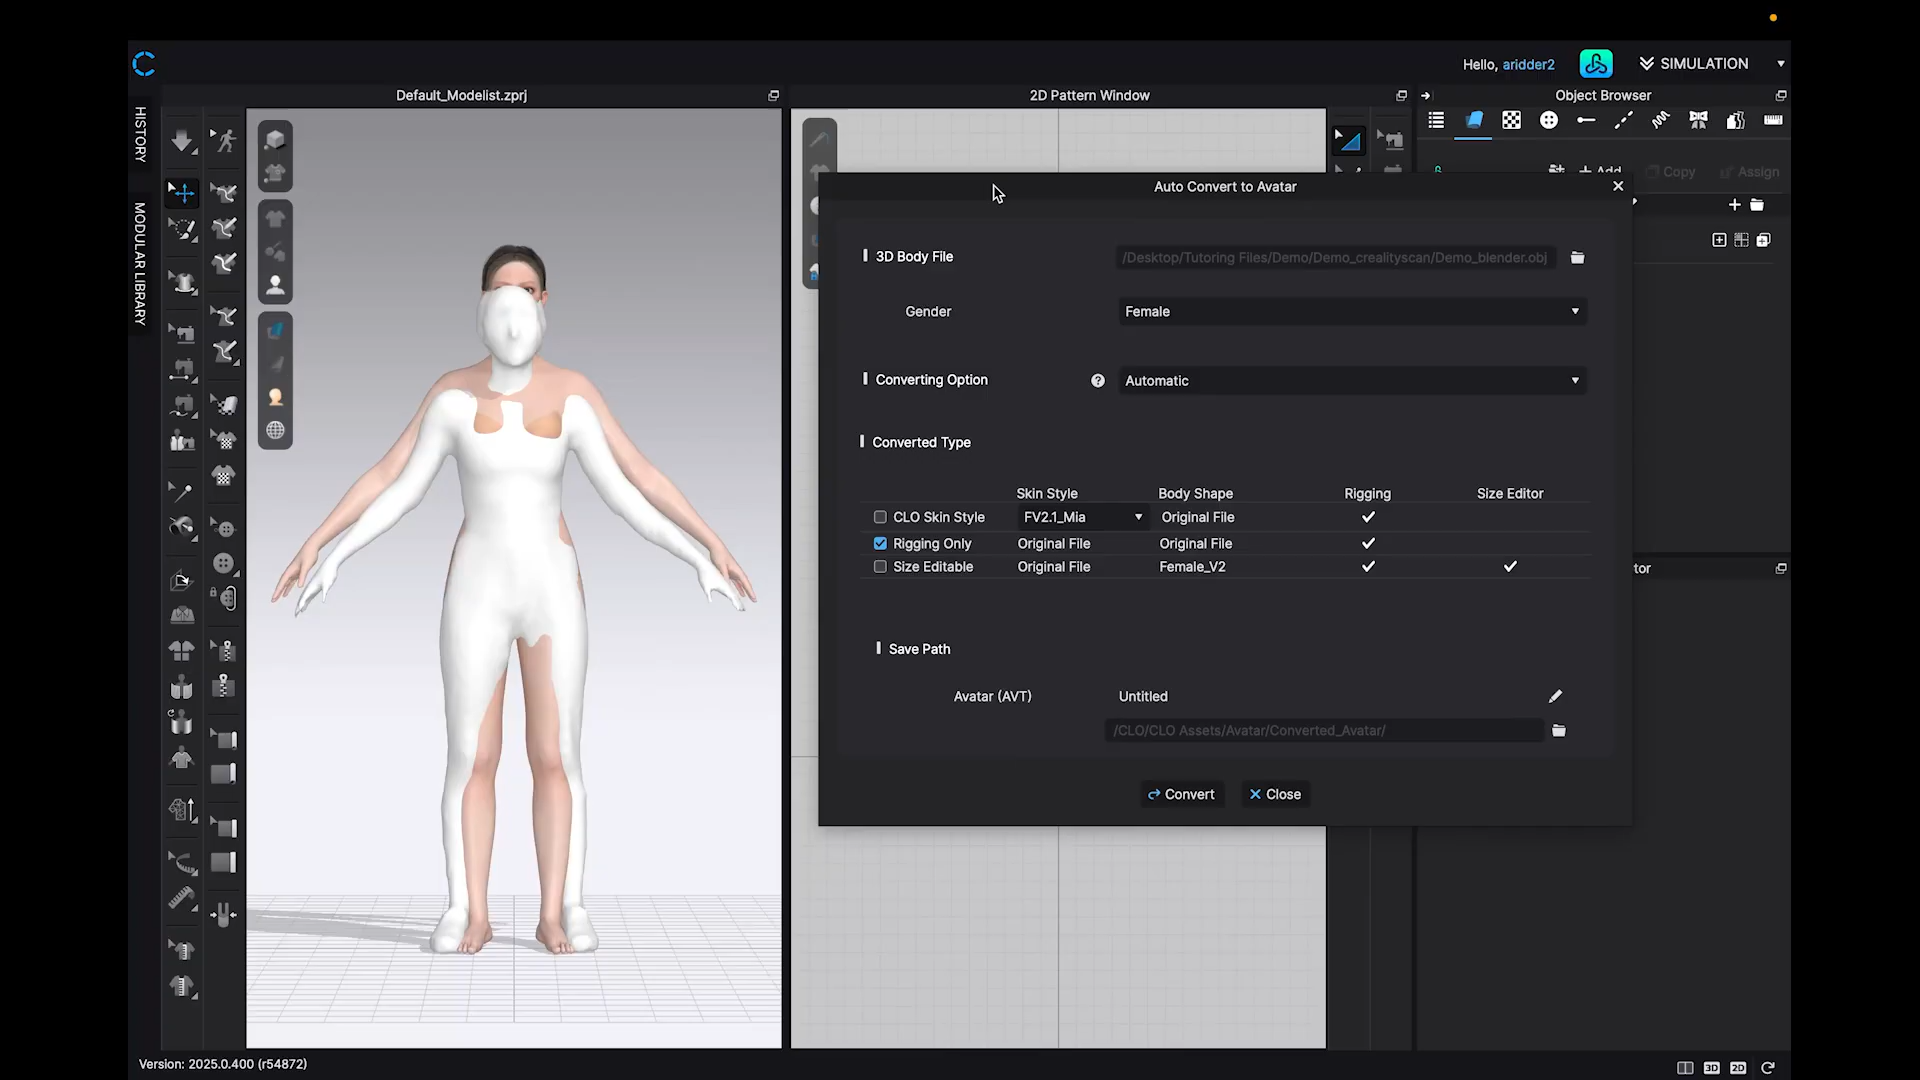 Hello, aridder2
SIMULATION
HISTORY
MODULAR LIBRARY
Default_Modelist.zprj
2D Pattern Window
Object Browser
Add
Copy
Assign
Auto Convert to Avatar
3D Body File
/Desktop/Tutoring Files/Demo/Demo_crealityscan/Demo_blender.obj
Gender
Female
Converting Option
Automatic
Converted Type
Skin Style Body Shape Rigging Size Editor
CLO Skin Style FV2.1_Mia Original File
Rigging Only Original File Original File
Size Editable Original File Female_V2
tor
Save Path
Avatar (AVT) Untitled
/CLO/CLO Assets/Avatar/Converted_Avatar/
Convert
Close
Version: 2025.0.400 (r54872)
3D
2D